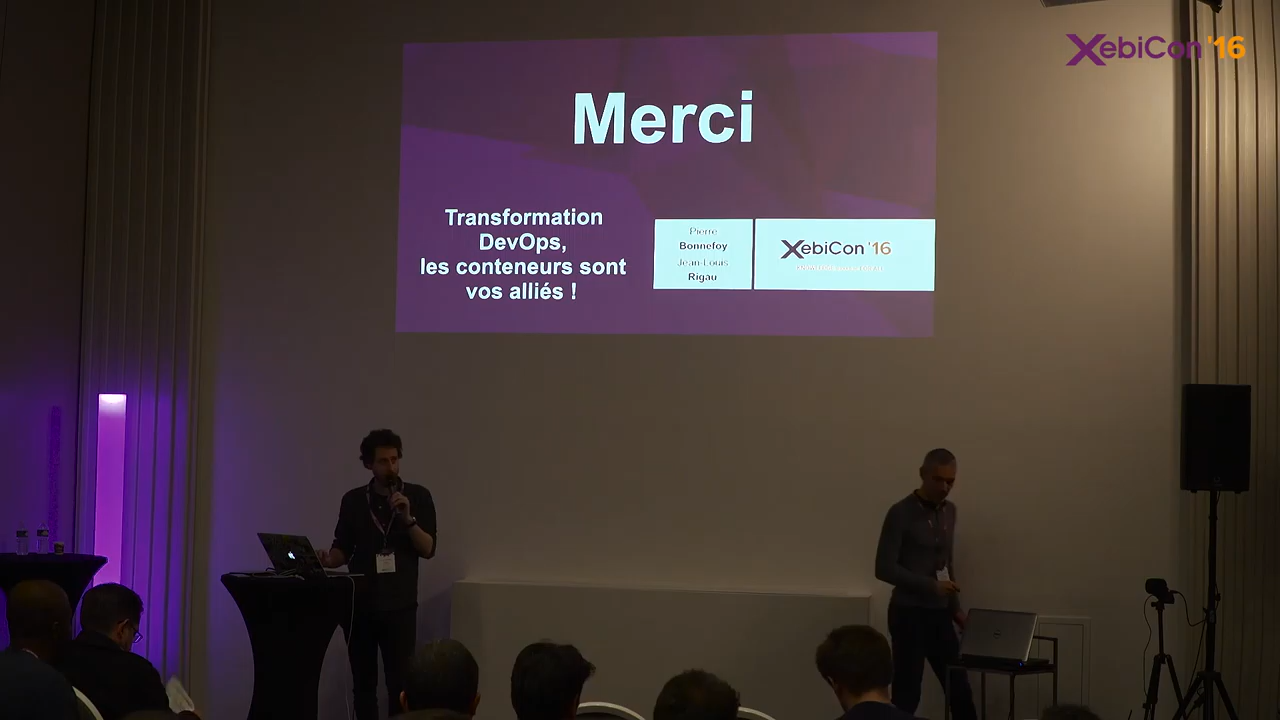 XebiCon '16
Merci
Transformation
DevOps,
les conteneurs sont
vos alliés !
Pierre
Bonnefoy
Jean-Louis
Rigau
XebiCon '16